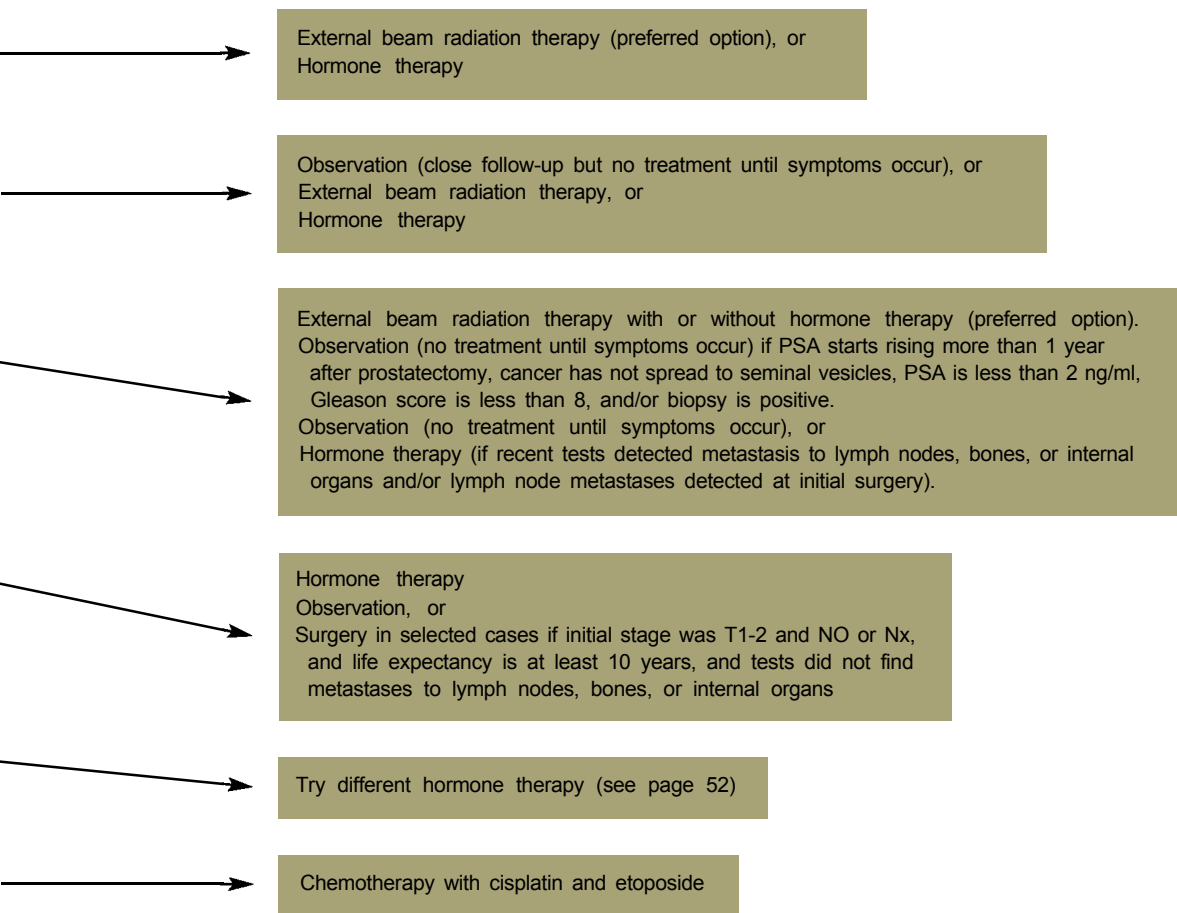 External beam radiation therapy (preferred option), or
Hormone therapy
Observation (close follow-up but no treatment until symptoms occur), or
External beam radiation therapy, or
Hormone therapy
External beam radiation therapy with or without hormone therapy (preferred option).
Observation (no treatment until symptoms occur) if PSA starts rising more than 1 year
after prostatectomy, cancer has not spread to seminal vesicles, PSA is less than 2 ng/ml,
Gleason score is less than 8, and/or biopsy is positive.
Observation (no treatment until symptoms occur), or
Hormone therapy (if recent tests detected metastasis to lymph nodes, bones, or internal
organs and/or lymph node metastases detected at initial surgery).
Hormone therapy
Observation, or
Surgery in selected cases if initial stage was T1-2 and NO or Nx,
and life expectancy is at least 10 years, and tests did not find
metastases to lymph nodes, bones, or internal organs
Try different hormone therapy (see page 52)
Chemotherapy with cisplatin and etoposide